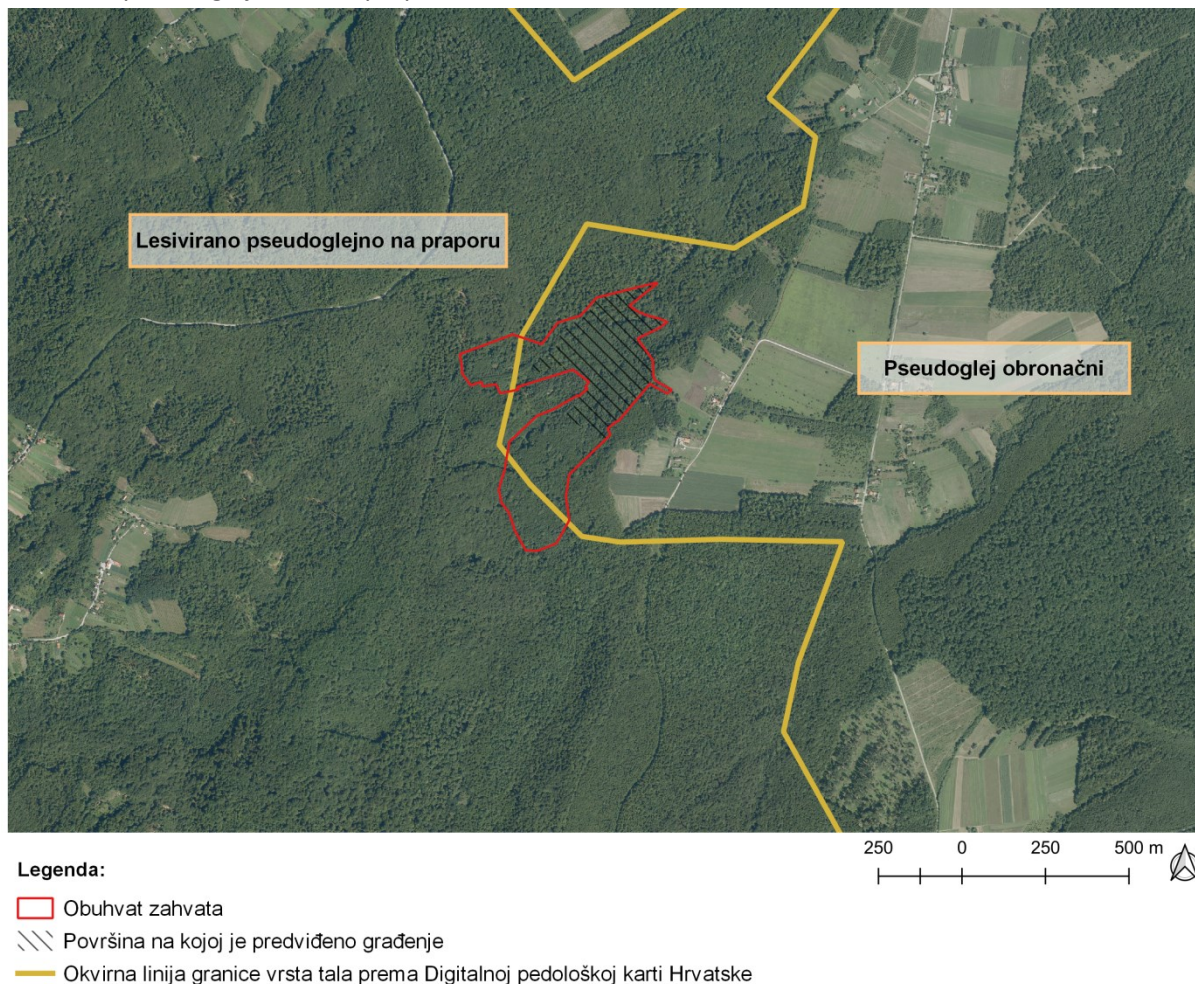 Lesivirano pseudoglejno na praporu
Pseudoglej obronačni
250 0 250 500 m
Legenda:
Obuhvat zahvata
Površina na kojoj je predviđeno građenje
Okvirna linija granice vrsta tala prema Digitalnoj pedološkoj karti Hrvatske